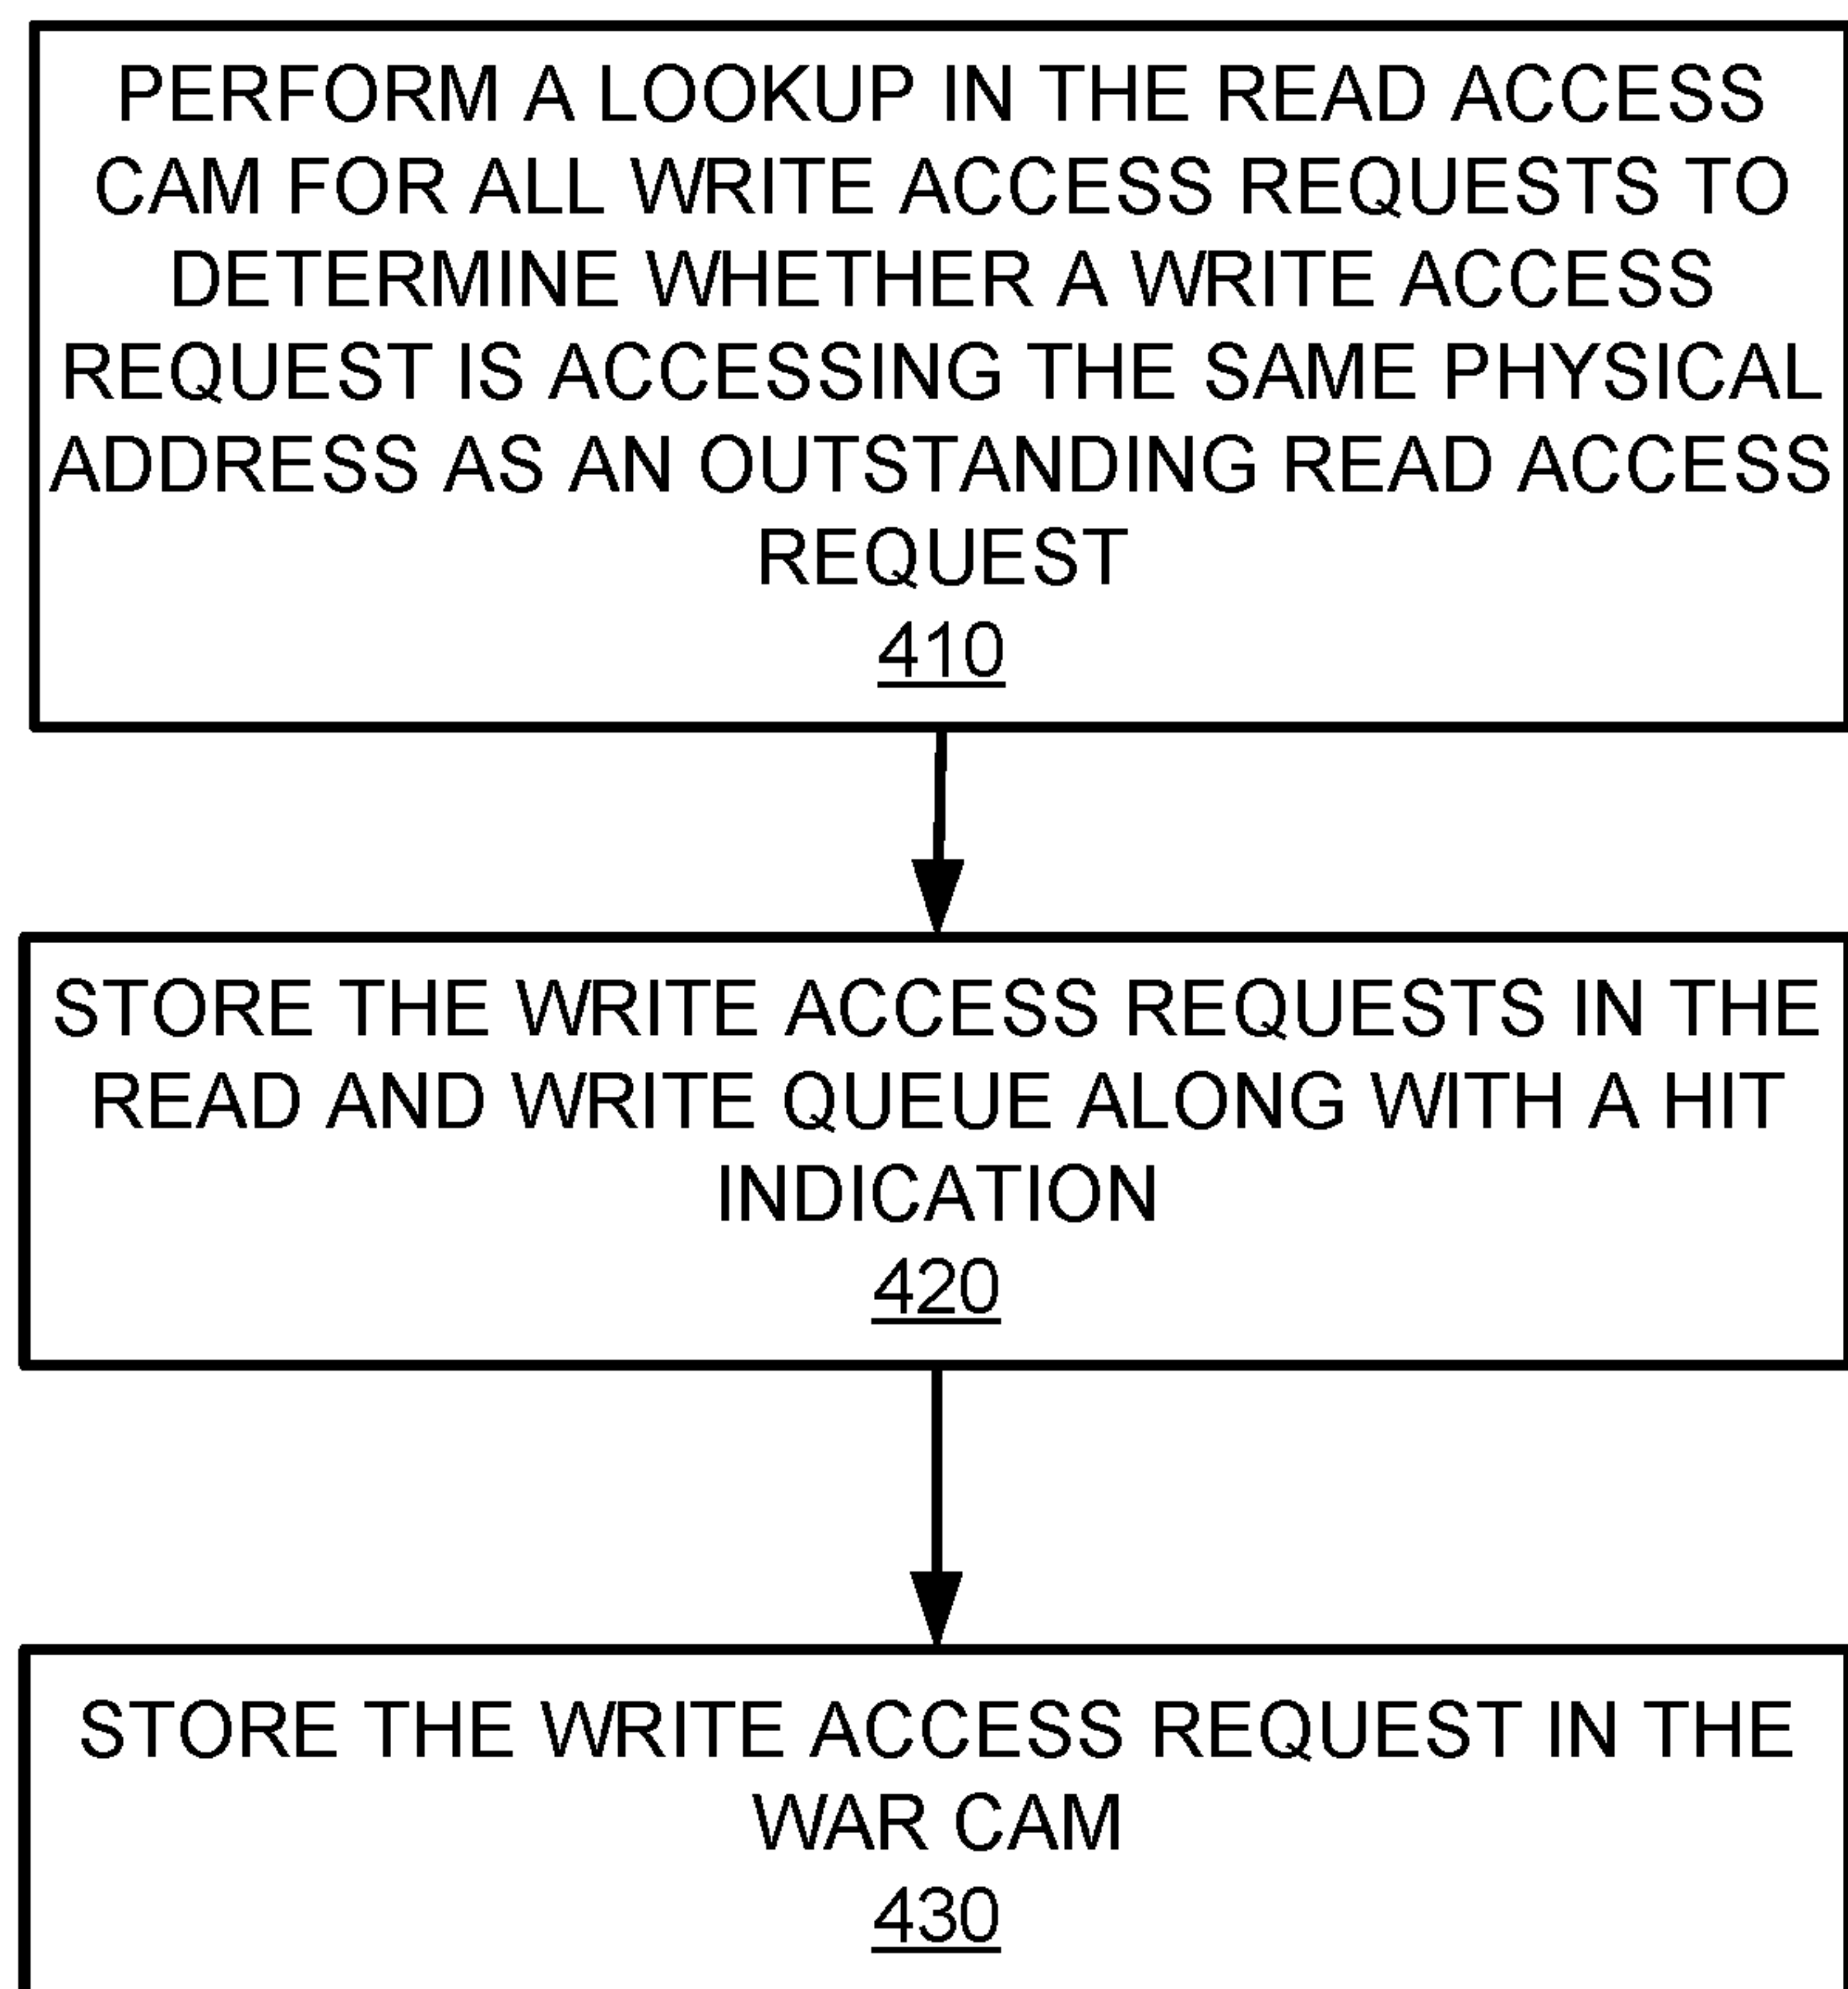 PERFORM A LOOKUP IN THE READ ACCESS
CAM FOR ALL WRITE ACCESS REQUESTS TO
DETERMINE WHETHER A WRITE ACCESS
REQUEST IS ACCESSING THE SAME PHYSICAL
ADDRESS AS AN OUTSTANDING READ ACCESS
REQUEST
410
STORE THE WRITE ACCESS REQUESTS IN THE
READ AND WRITE QUEUE ALONG WITH A HIT
INDICATION
420
STORE THE WRITE ACCESS REQUEST IN THE
WAR CAM
430